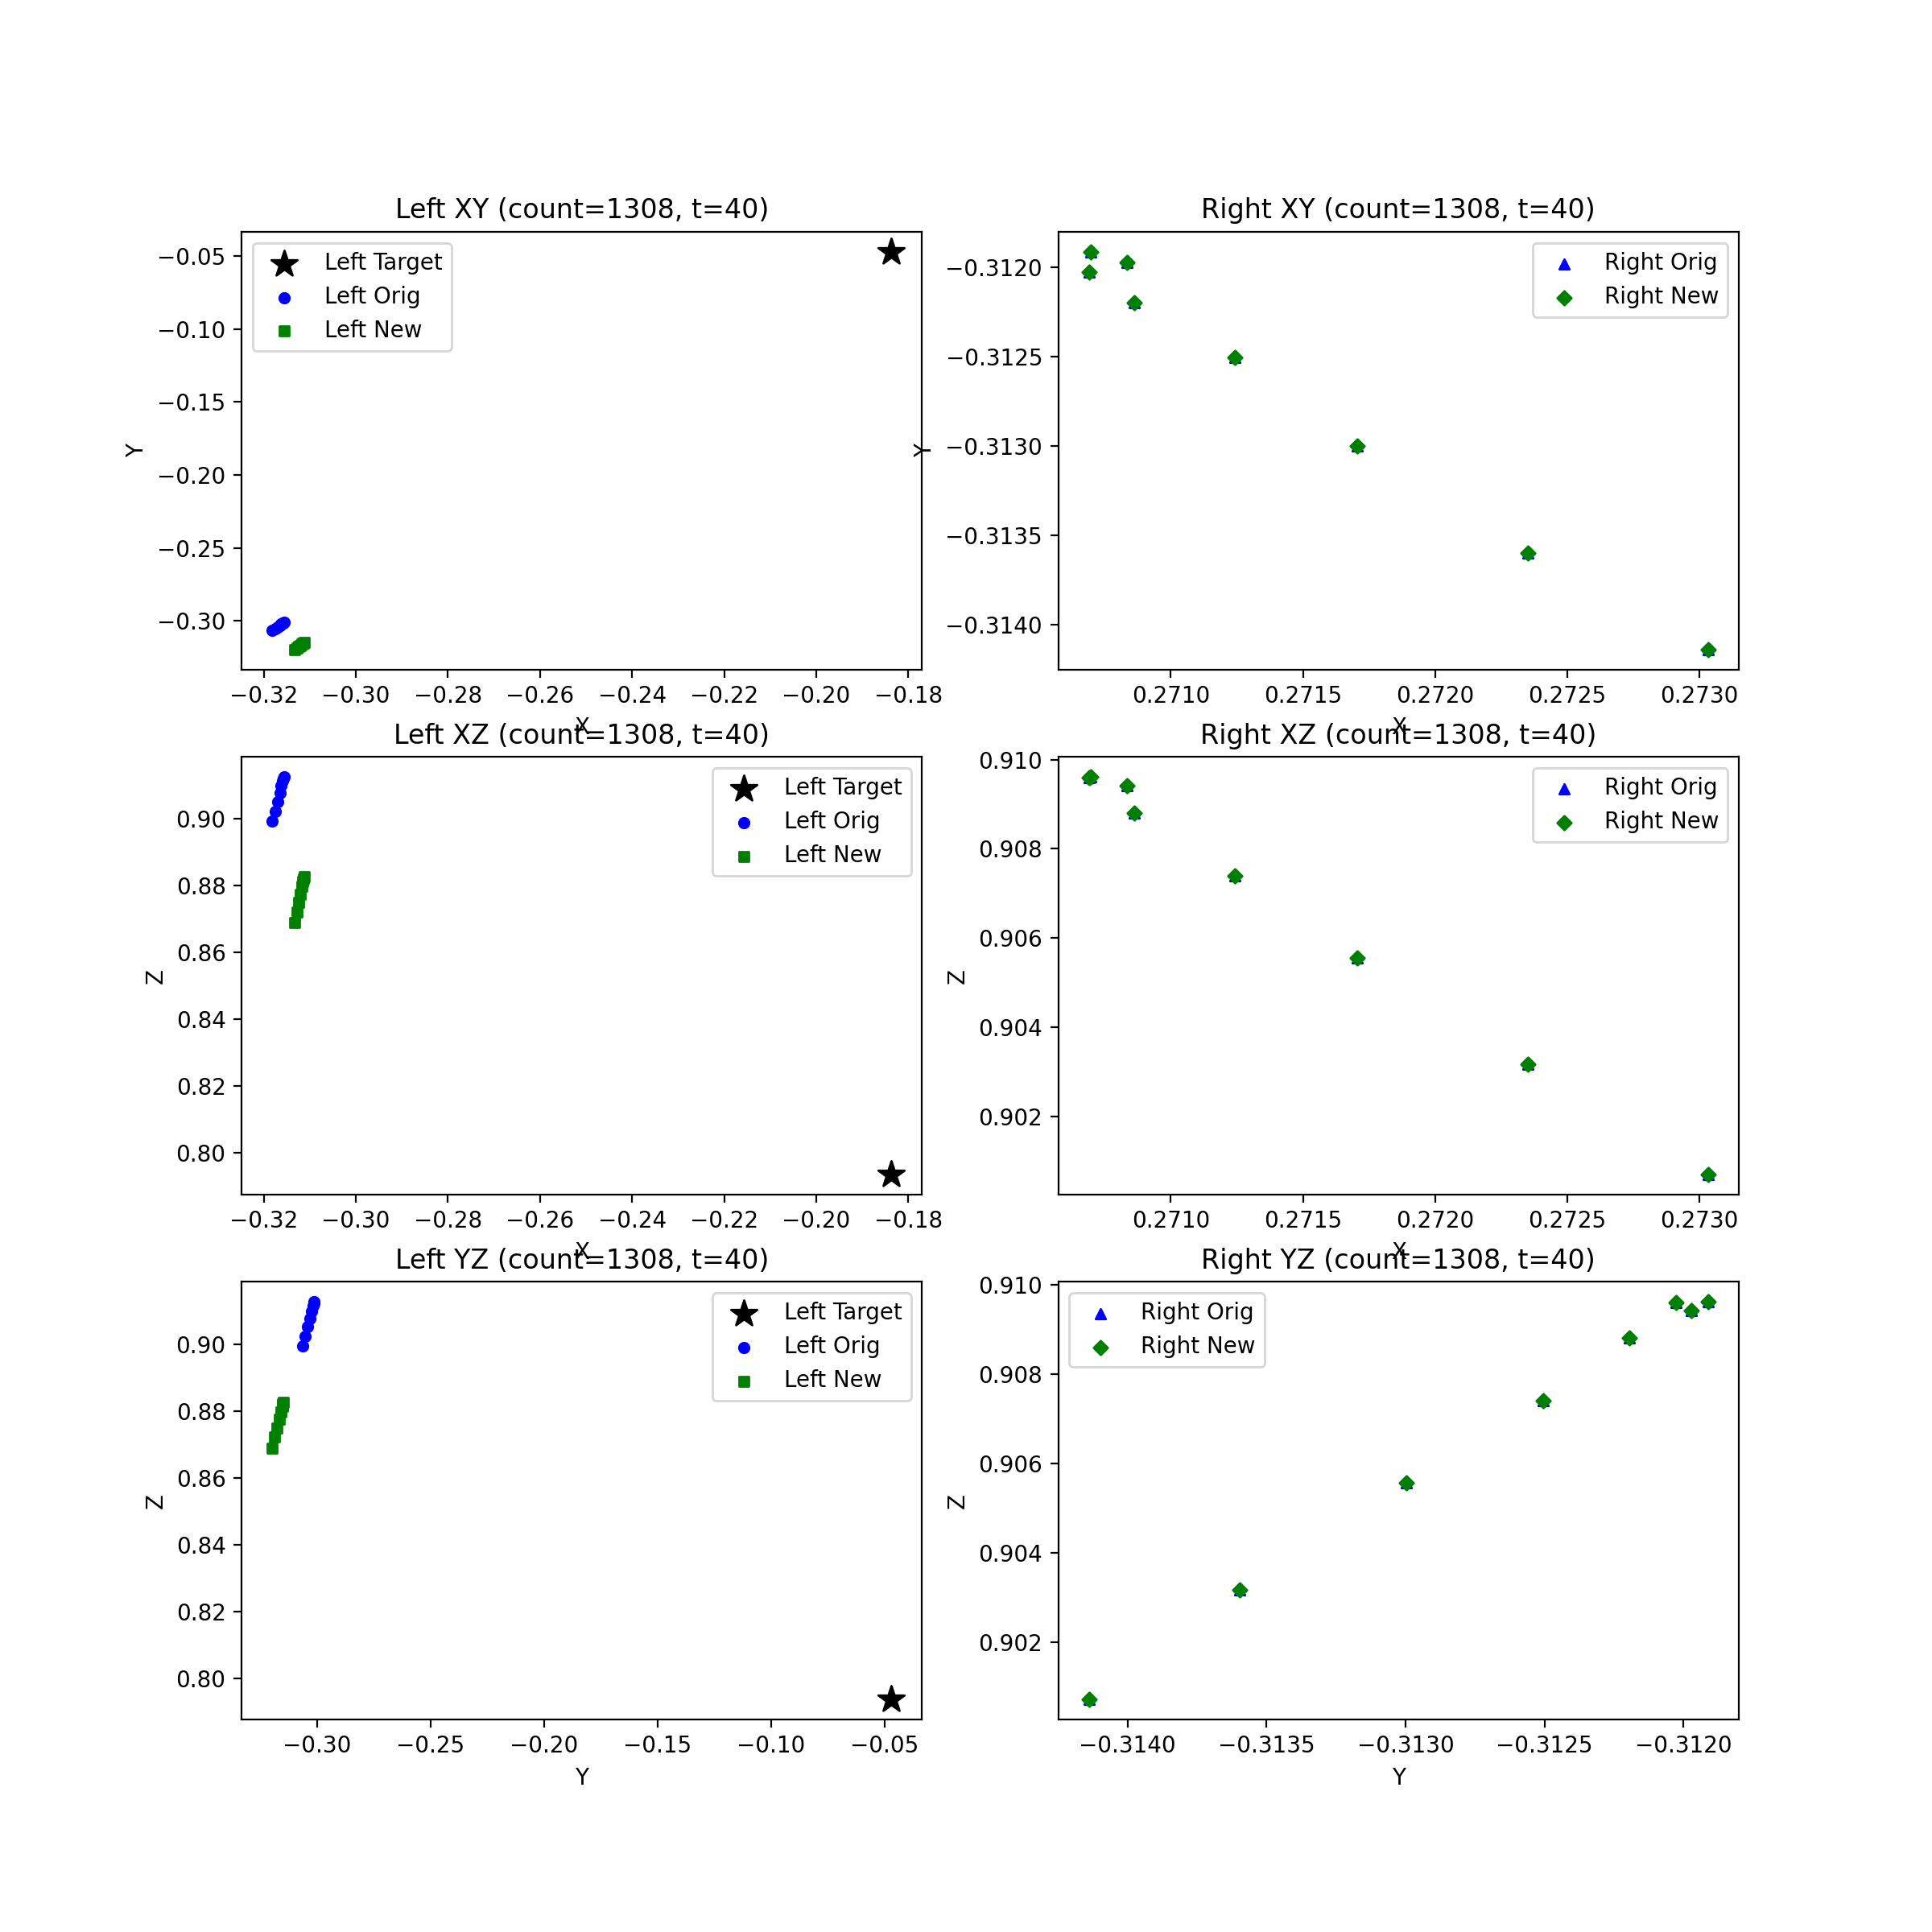 Left XY (count=1308, t=40)
−0.05
−0.10
−0.15
−0.20
−0.25
−0.30
Y
Left Target
Left Orig
Left New
−0.32 −0.30 −0.28 −0.26 −0.24 −0.22 −0.20 −0.18
X
Right XY (count=1308, t=40)
−0.3120
−0.3125
−0.3130
−0.3135
−0.3140
Y
Right Orig
Right New
0.2710 0.2715 0.2720 0.2725 0.2730
X
Left XZ (count=1308, t=40)
0.90
0.88
0.86
0.84
0.82
0.80
Z
Left Target
Left Orig
Left New
−0.32 −0.30 −0.28 −0.26 −0.24 −0.22 −0.20 −0.18
X
Right XZ (count=1308, t=40)
0.910
0.908
0.906
0.904
0.902
Z
Right Orig
Right New
0.2710 0.2715 0.2720 0.2725 0.2730
X
Left YZ (count=1308, t=40)
0.90
0.88
0.86
0.84
0.82
0.80
Z
Left Target
Left Orig
Left New
−0.30 −0.25 −0.20 −0.15 −0.10 −0.05
Y
Right YZ (count=1308, t=40)
0.910
0.908
0.906
0.904
0.902
Z
Right Orig
Right New
−0.3140 −0.3135 −0.3130 −0.3125 −0.3120
Y